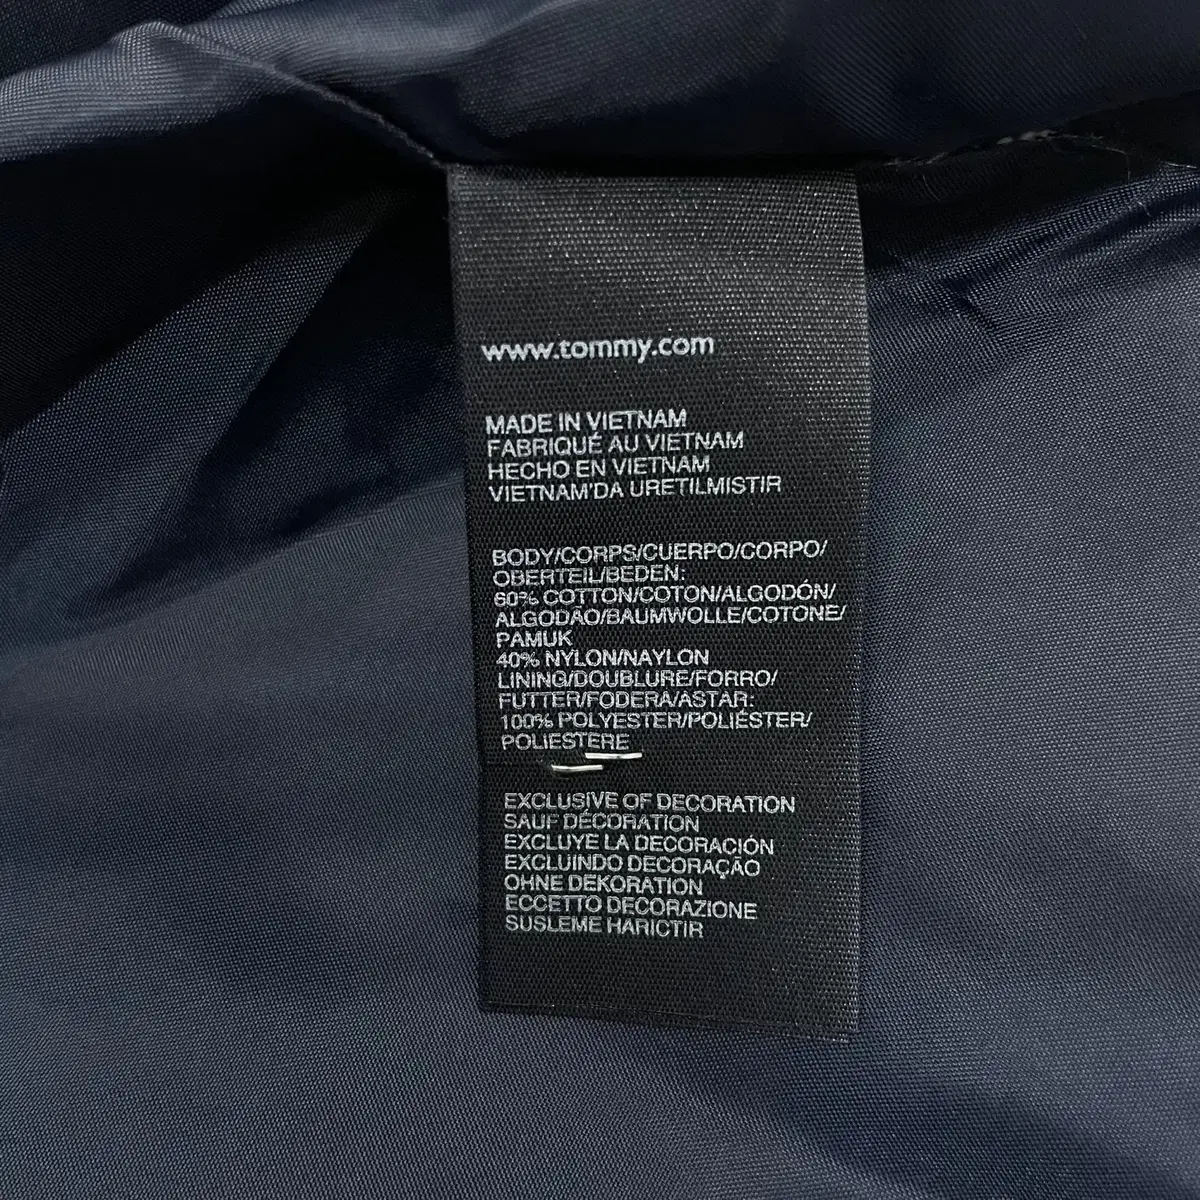 www.tommy.com
MADE IN VIETNAM
FABRIQUÉ AU VIETNAM
HECHO EN VIETNAM
VIETNAM'DA URETILMISTIR
BODY/CORPS/CUERPO/CORPO/
OBERTEIL/BEDEN:
60% COTTON/COTON/ALGODÓN/
ALGODÃO/BAUMWOLLE/COTONE/
PAMUK
40% NYLON/NAYLON
LINING/DOUBLURE/FORRO/
FUTTER/FODERA/ASTAR:
100% POLYESTER/POLIÉSTER/
POLIESTERE
EXCLUSIVE OF DECORATION
SAUF DÉCORATION
EXCLUYE LA DECORACIÓN
EXCLUINDO DECORAÇÃO
OHNE DEKORATION
ECCETTO DECORAZIONE
SUSLEME HARICTIR